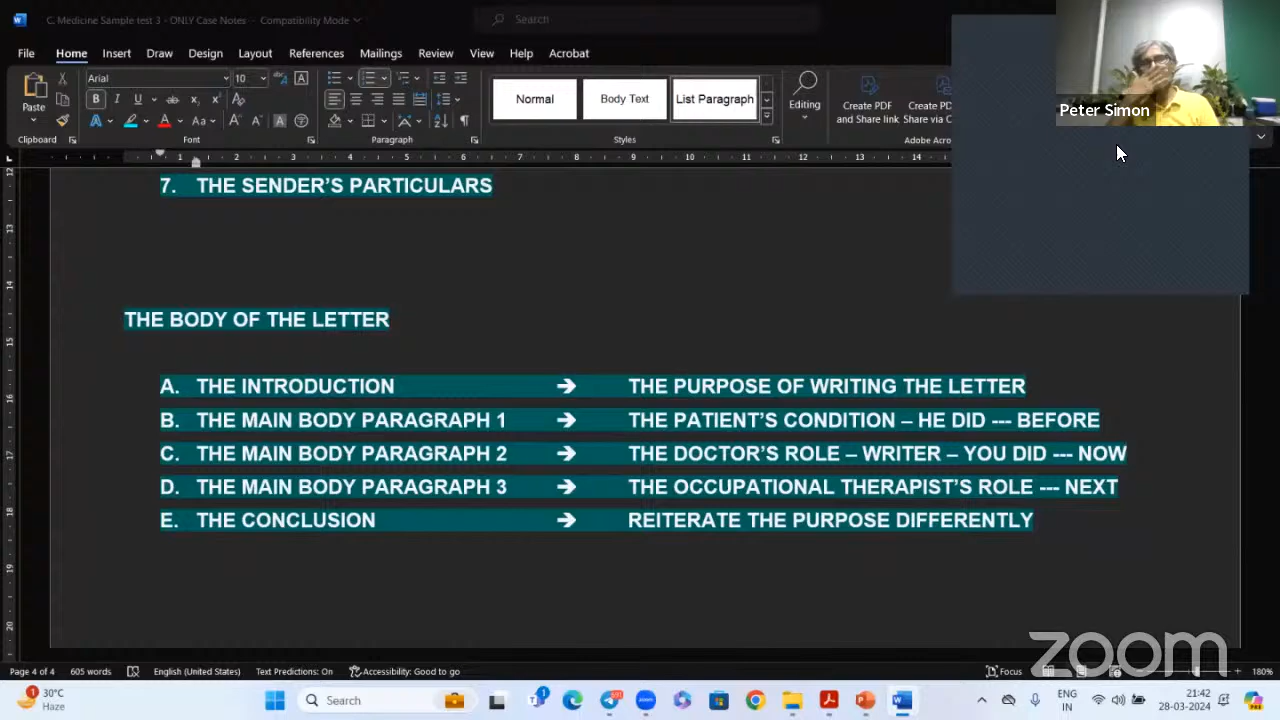 C. Medicine Sample test 3 - ONLY Case Notes - Compatibility Mode
Search
File Home Insert Draw Design Layout References Mailings Review View Help Acrobat
Peter Simon
Paste
Arial 10
Normal
Body Text
List Paragraph
Editing
Create PDF and Share link
Clipboard
Font
Paragraph
Styles
7. THE SENDER’S PARTICULARS
THE BODY OF THE LETTER
A. THE INTRODUCTION ➔ THE PURPOSE OF WRITING THE LETTER
B. THE MAIN BODY PARAGRAPH 1 ➔ THE PATIENT’S CONDITION – HE DID --- BEFORE
C. THE MAIN BODY PARAGRAPH 2 ➔ THE DOCTOR’S ROLE – WRITER – YOU DID --- NOW
D. THE MAIN BODY PARAGRAPH 3 ➔ THE OCCUPATIONAL THERAPIST’S ROLE --- NEXT
E. THE CONCLUSION ➔ REITERATE THE PURPOSE DIFFERENTLY
zoom
Page 4 of 4 605 words English (United States) Text Predictions: On Accessibility: Good to go Focus 180%
30°C
Haze
Search
ENG
IN
21:42
28-03-2024